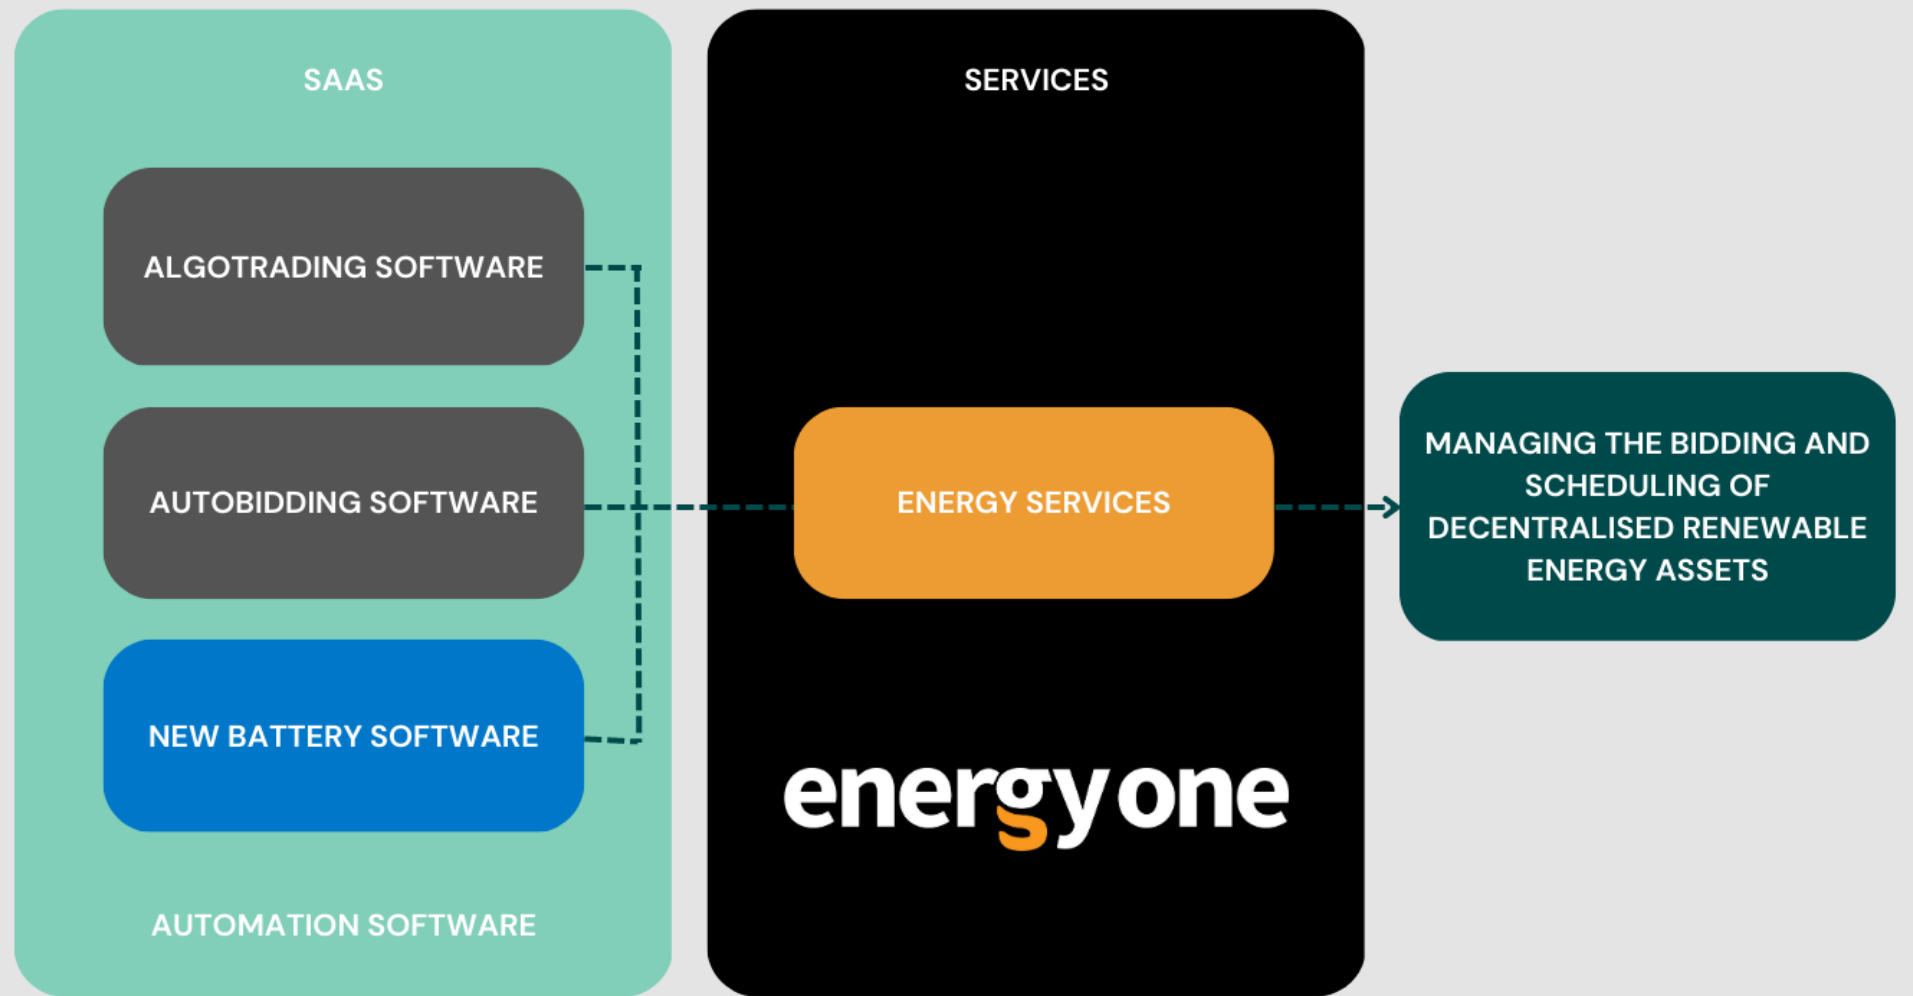 SAAS
ALGOTRADING SOFTWARE
AUTOBIDDING SOFTWARE
NEW BATTERY SOFTWARE
AUTOMATION SOFTWARE
SERVICES
ENERGY SERVICES
energyone
MANAGING THE BIDDING AND
SCHEDULING OF
DECENTRALISED RENEWABLE
ENERGY ASSETS